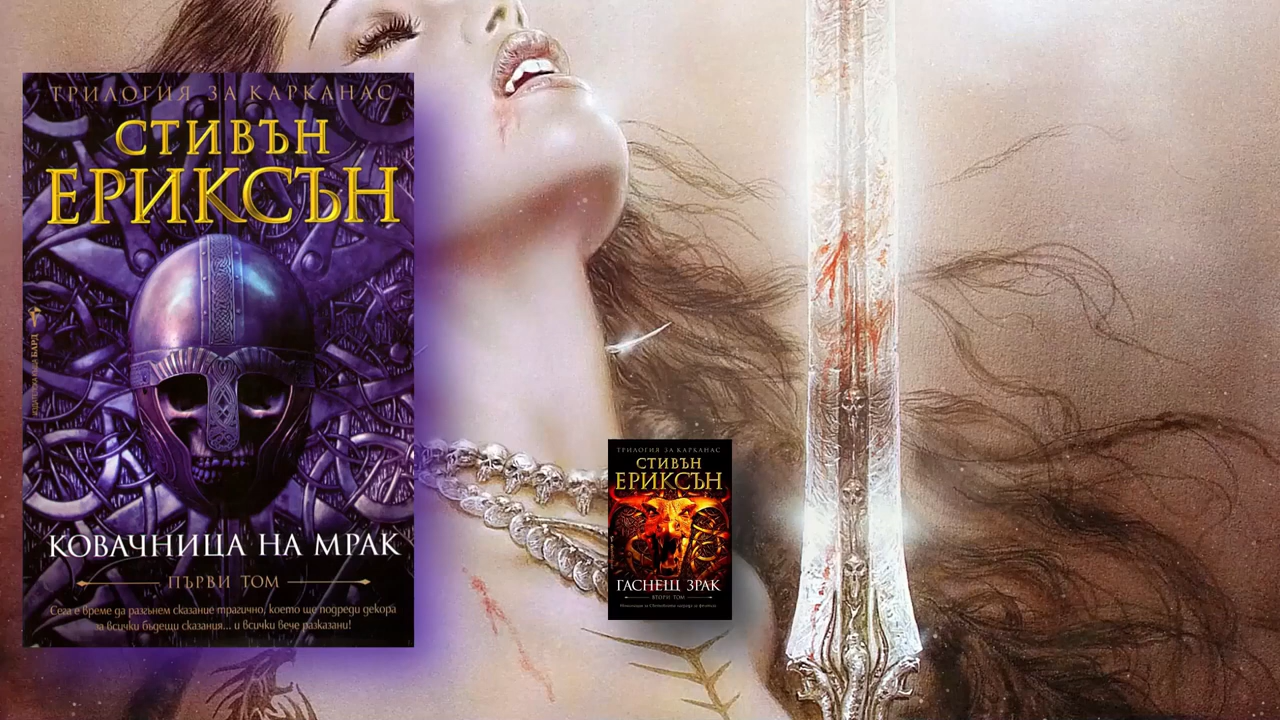 ТРИЛОГИЯ ЗА КАРКАНАС
СТИВЪН
ЕРИКСЪН
КОВАЧНИЦА НА МРАК
ПЪРВИ ТОМ
Сега е време да разгънем сказание трагично, което ще подреди декора
за всички бъдещи сказания... и всички вече разказани!
БАРД
ТРИЛОГИЯ ЗА КАРКАНАС
СТИВЪН
ЕРИКСЪН
ГАСНЕЩ ЗРАК
ВТОРИ ТОМ